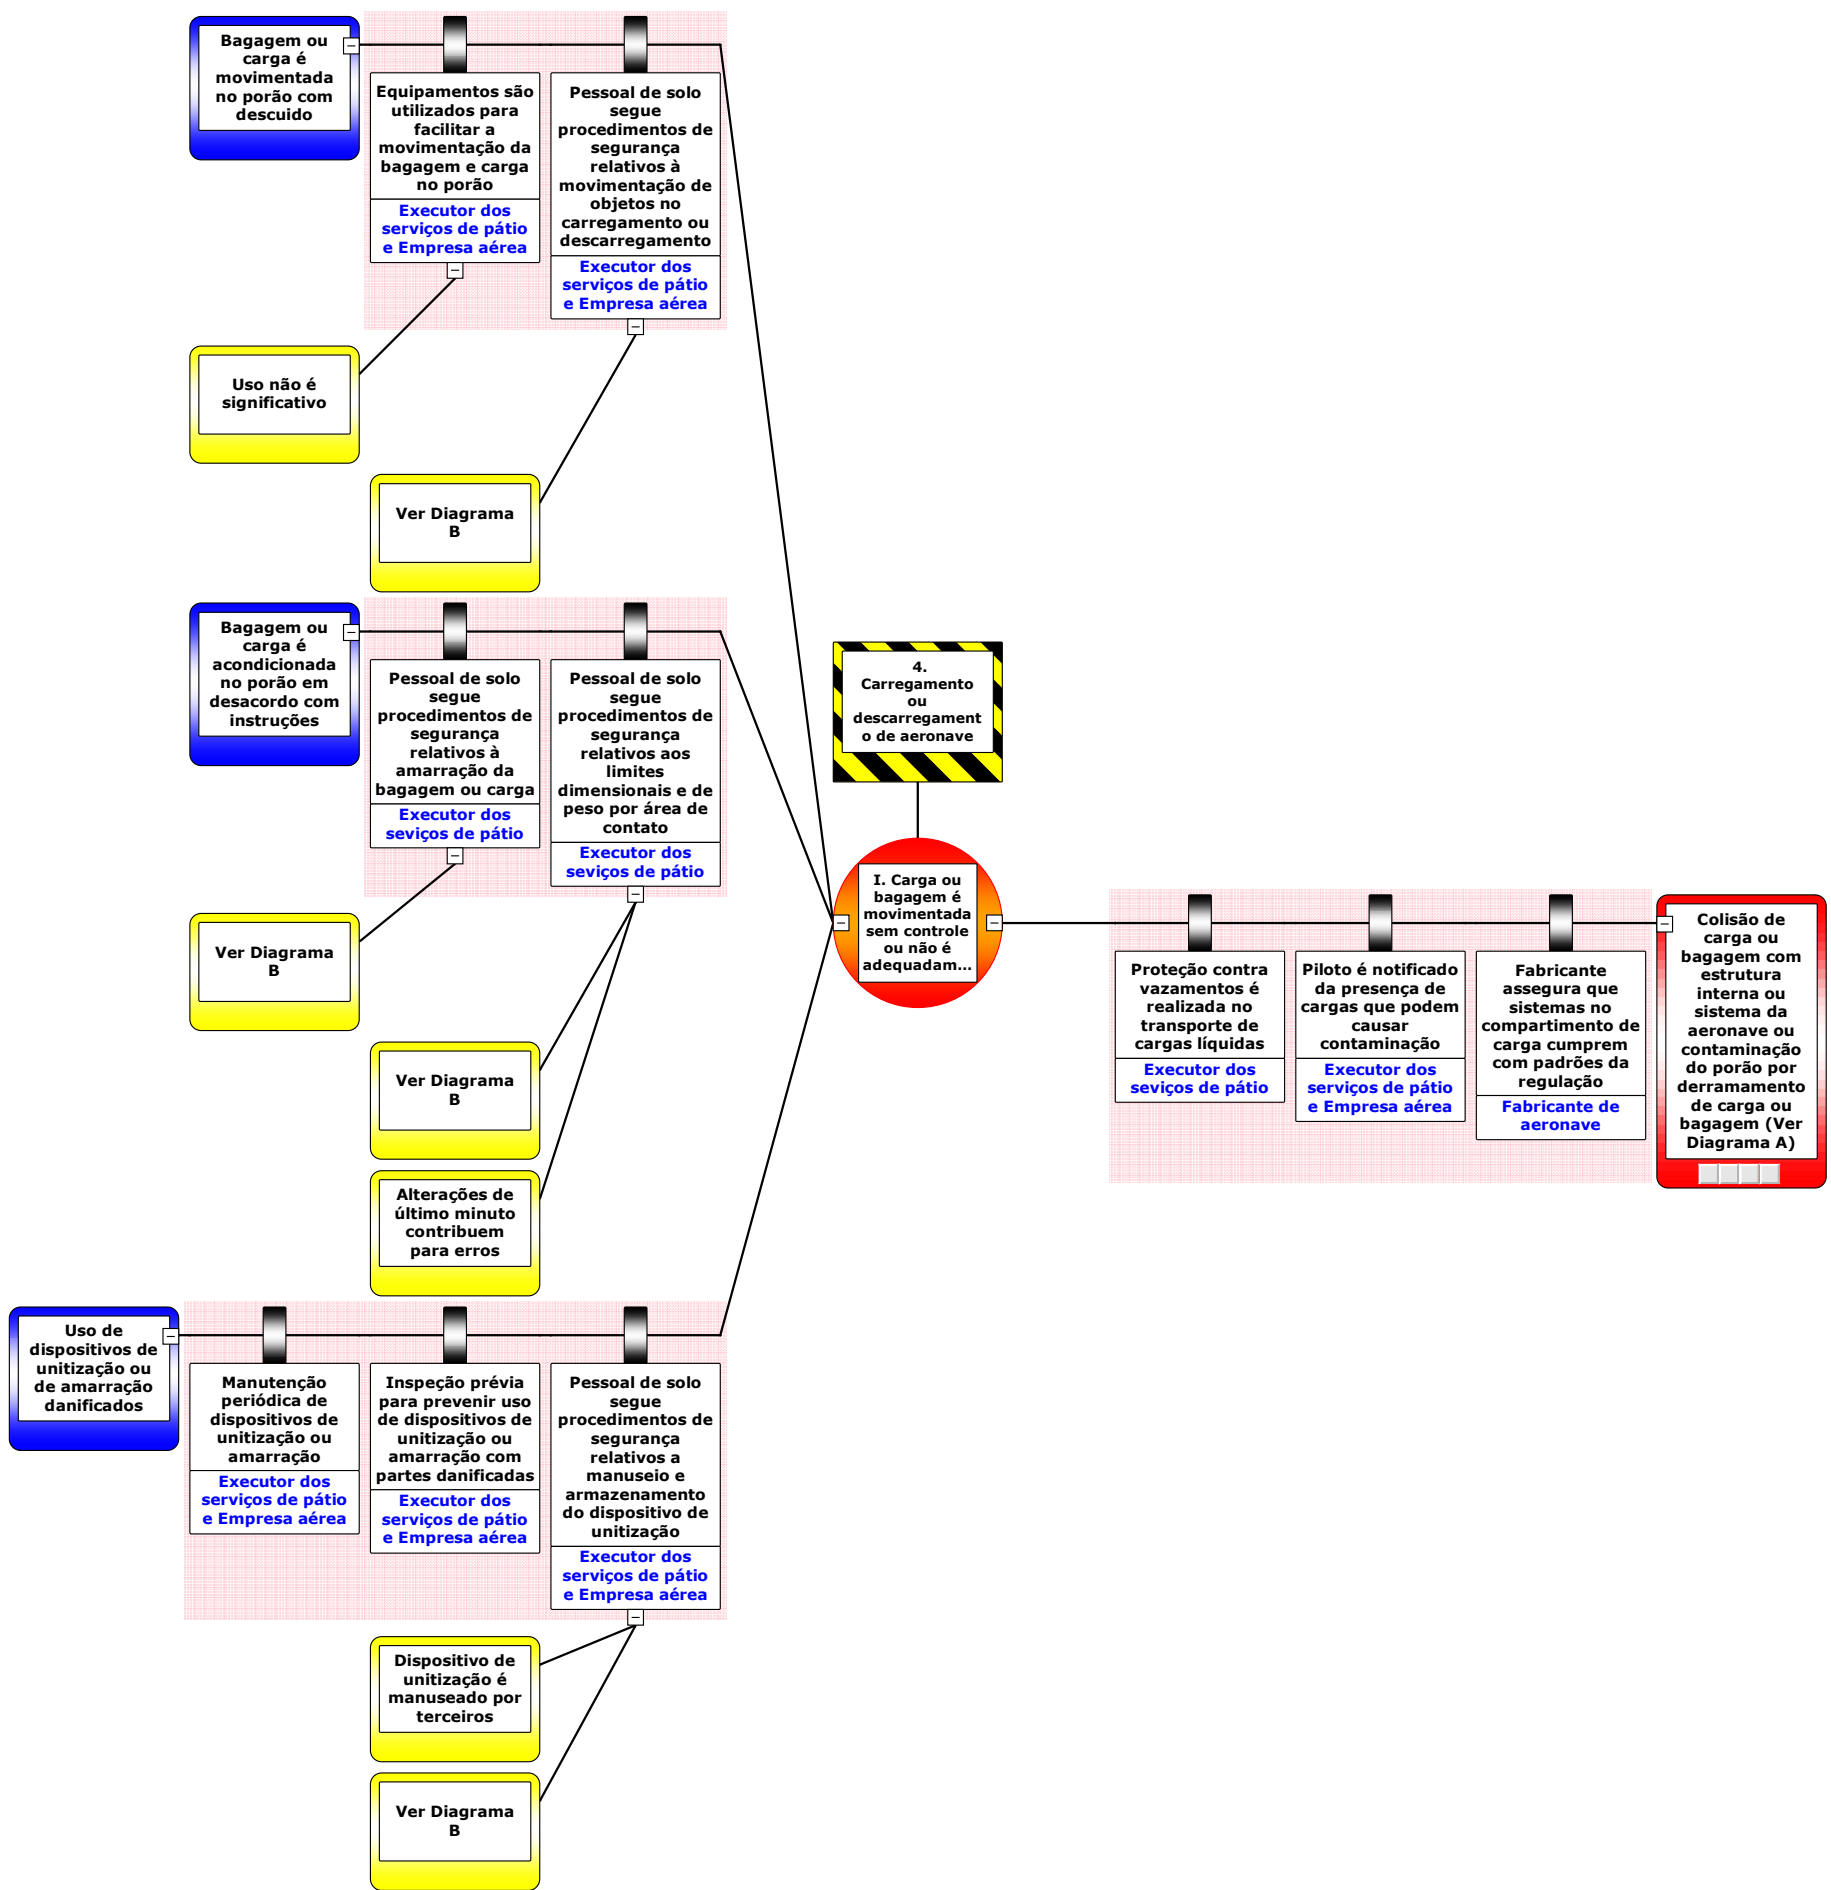 Bagagem ou
carga é
movimentada
no porão com
descuido
Equipamentos são
utilizados para
facilitar a
movimentação da
bagagem e carga
no porão
Executor dos
serviços de pátio
e Empresa aérea
Pessoal de solo
segue
procedimentos de
segurança
relativos à
movimentação de
objetos no
carregamento ou
descarregamento
Executor dos
serviços de pátio
e Empresa aérea
Uso não é
significativo
Ver Diagrama
B
Bagagem ou
carga é
acondicionada
no porão em
desacordo com
instruções
Pessoal de solo
segue
procedimentos de
segurança
relativos à
amarração da
bagagem ou carga
Executor dos
seviços de pátio
Pessoal de solo
segue
procedimentos de
segurança
relativos aos
limites
dimensionais e de
peso por área de
contato
Executor dos
seviços de pátio
Ver Diagrama
B
Ver Diagrama
B
Alterações de
último minuto
contribuem
para erros
Uso de
dispositivos de
unitização ou
de amarração
danificados
Manutenção
periódica de
dispositivos de
unitização ou
amarração
Executor dos
serviços de pátio
e Empresa aérea
Inspeção prévia
para prevenir uso
de dispositivos de
unitização ou
amarração com
partes danificadas
Executor dos
serviços de pátio
e Empresa aérea
Pessoal de solo
segue
procedimentos de
segurança
relativos a
manuseio e
armazenamento
do dispositivo de
unitização
Executor dos
serviços de pátio
e Empresa aérea
Dispositivo de
unitização é
manuseado por
terceiros
Ver Diagrama
B
4.
Carregamento
ou
descarregament
o de aeronave
I. Carga ou
bagagem é
movimentada
sem controle
ou não é
adequadam...
Proteção contra
vazamentos é
realizada no
transporte de
cargas líquidas
Executor dos
seviços de pátio
Piloto é notificado
da presença de
cargas que podem
causar
contaminação
Executor dos
serviços de pátio
e Empresa aérea
Fabricante
assegura que
sistemas no
compartimento de
carga cumprem
com padrões da
regulação
Fabricante de
aeronave
Colisão de
carga ou
bagagem com
estrutura
interna ou
sistema da
aeronave ou
contaminação
do porão por
derramamento
de carga ou
bagagem (Ver
Diagrama A)